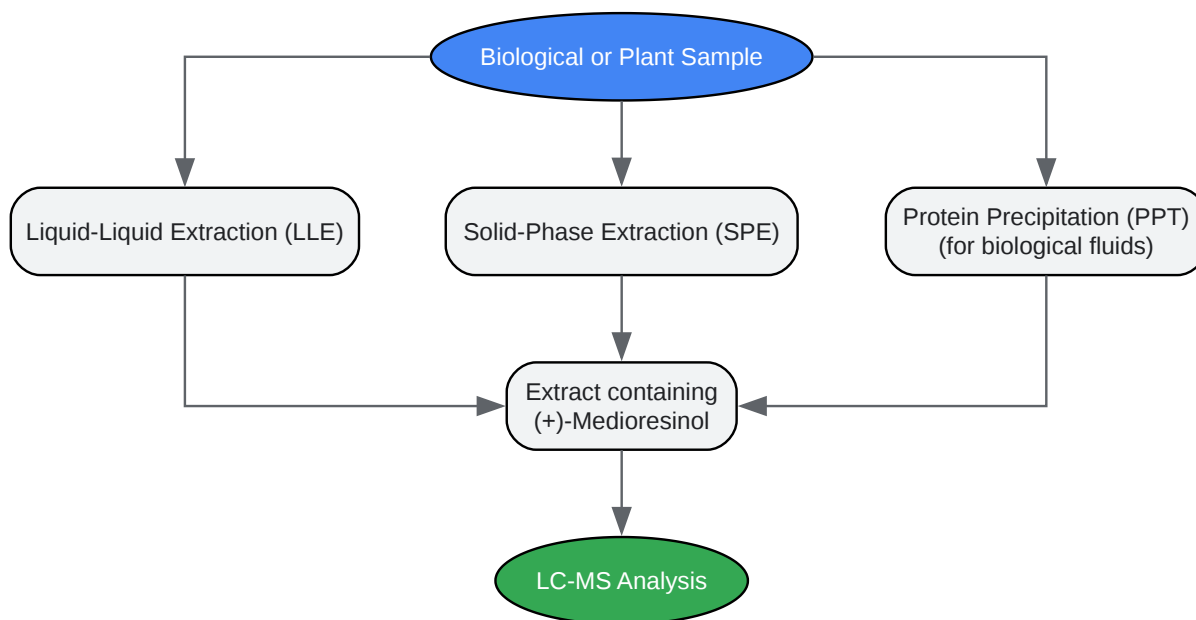 Biological or Plant Sample
Liquid-Liquid Extraction (LLE)
Solid-Phase Extraction (SPE)
Protein Precipitation (PPT)
(for biological fluids)
Extract containing
(+)-Medioresinol
LC-MS Analysis